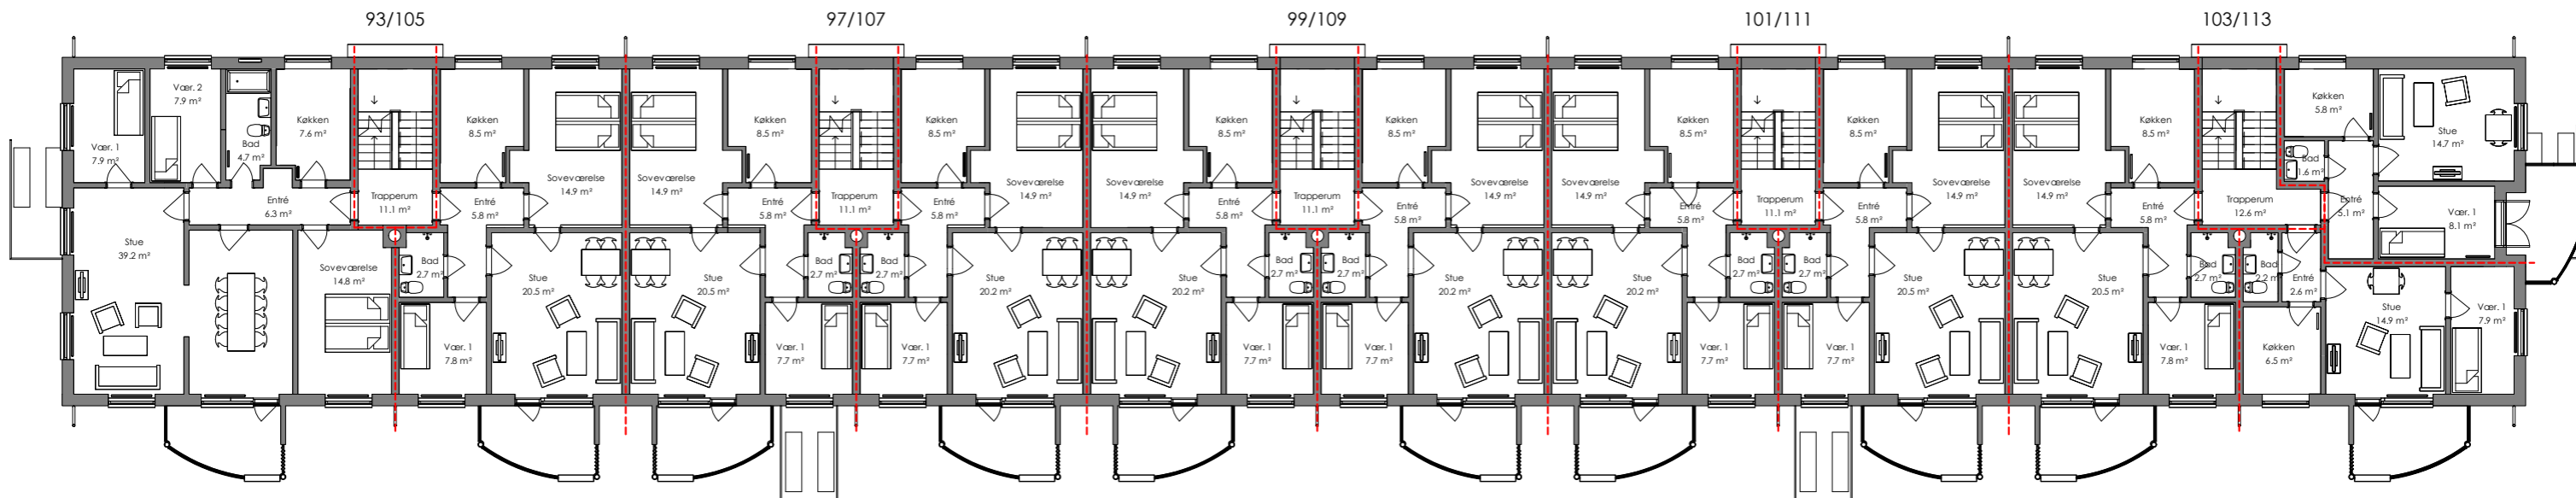 93/105
97/107
99/109
101/111
103/113
Vær. 1
7.9 m²
Vær. 2
7.9 m²
Bad
4.7 m²
Køkken
7.6 m²
Entré
6.3 m²
Stue
39.2 m²
Soveværelse
14.8 m²
Trapperum
11.1 m²
Køkken
8.5 m²
Soveværelse
14.9 m²
Entré
5.8 m²
Bad
2.7 m²
Vær. 1
7.8 m²
Stue
20.5 m²
Soveværelse
14.9 m²
Køkken
8.5 m²
Entré
5.8 m²
Stue
20.5 m²
Bad
2.7 m²
Vær. 1
7.7 m²
Trapperum
11.1 m²
Køkken
8.5 m²
Soveværelse
14.9 m²
Entré
5.8 m²
Bad
2.7 m²
Vær. 1
7.7 m²
Stue
20.2 m²
Soveværelse
14.9 m²
Køkken
8.5 m²
Entré
5.8 m²
Stue
20.2 m²
Bad
2.7 m²
Vær. 1
7.7 m²
Trapperum
11.1 m²
Køkken
8.5 m²
Soveværelse
14.9 m²
Entré
5.8 m²
Bad
2.7 m²
Vær. 1
7.7 m²
Stue
20.2 m²
Soveværelse
14.9 m²
Køkken
8.5 m²
Entré
5.8 m²
Stue
20.2 m²
Bad
2.7 m²
Vær. 1
7.7 m²
Trapperum
11.1 m²
Køkken
8.5 m²
Soveværelse
14.9 m²
Entré
5.8 m²
Bad
2.7 m²
Vær. 1
7.7 m²
Stue
20.5 m²
Soveværelse
14.9 m²
Køkken
8.5 m²
Entré
5.8 m²
Stue
20.5 m²
Bad
2.7 m²
Vær. 1
7.8 m²
Trapperum
12.6 m²
Køkken
5.8 m²
Bad
1.6 m²
Stue
14.7 m²
Entré
5.1 m²
Vær. 1
8.1 m²
Bad
2.2 m²
Entré
2.6 m²
Køkken
6.5 m²
Stue
14.9 m²
Vær. 1
7.9 m²